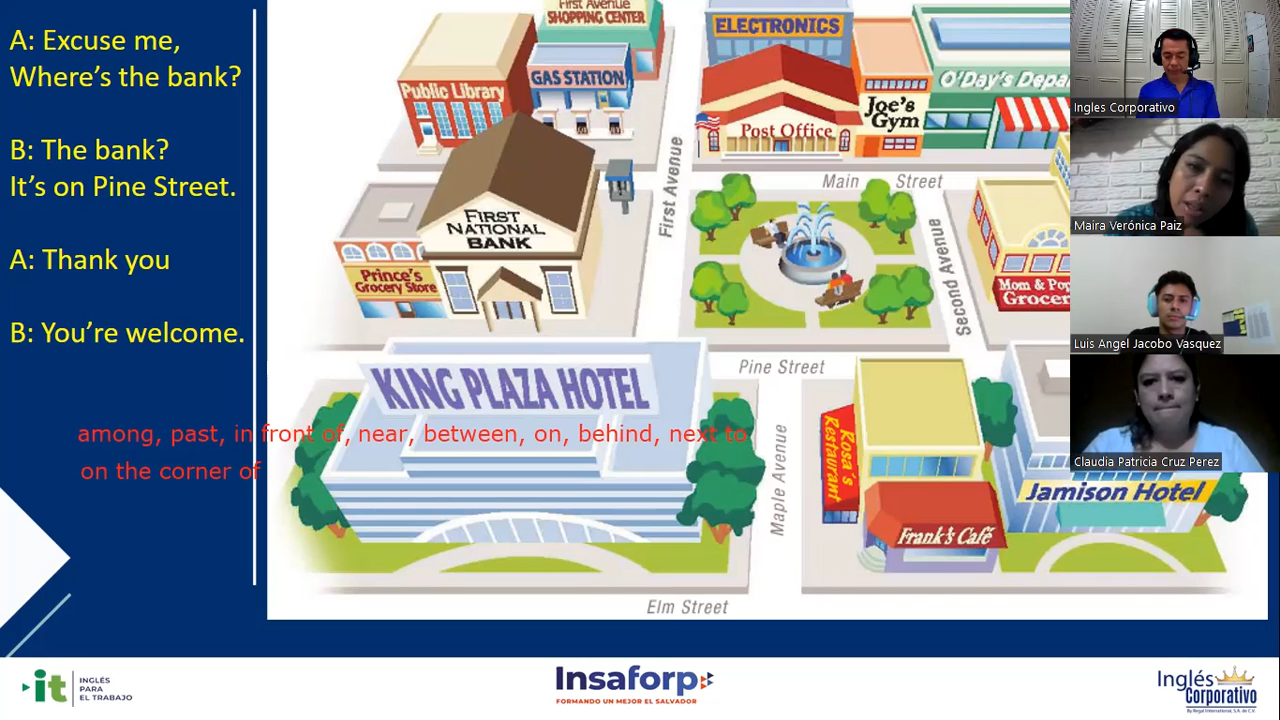 A: Excuse me,
Where's the bank?
B: The bank?
It's on Pine Street.
A: Thank you
B: You're welcome.
among, past, in front of, near, between, on, behind, next to
on the corner of
First Avenue
SHOPPING CENTER
ELECTRONICS
Public Library
GAS STATION
Post Office
Joe's
Gym
O'Day's Depa
Main Street
First Avenue
FIRST
NATIONAL
BANK
Prince's
Grocery Store
Second Avenue
Mom & Pop
Grocer
KING PLAZA HOTEL
Pine Street
Maple Avenue
Rosa's
Restaurant
Frank's Café
Jamison Hotel
Elm Street
Ingles Corporativo
Maira Verónica Paiz
Luis Angel Jacobo Vasquez
Claudia Patricia Cruz Perez
it
INGLÉS
PARA
EL TRABAJO
Insaforp
FORMANDO UN MEJOR EL SALVADOR
Inglés
Corporativo
By Regal International, S.A. de C.V.